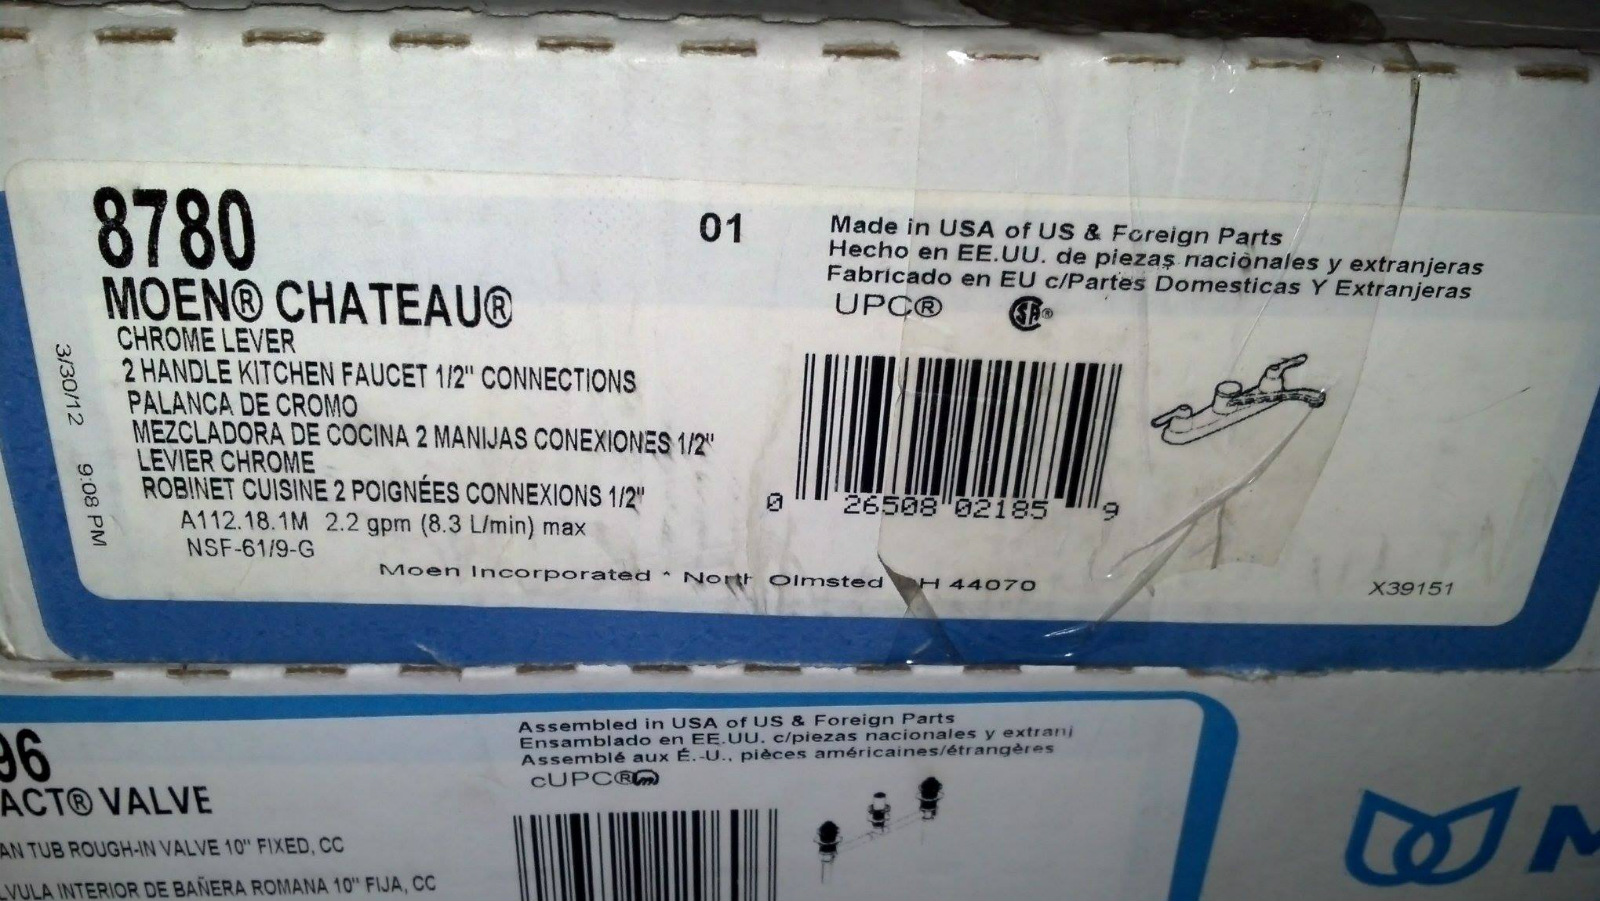 8780
01
MOEN® CHATEAU®
CHROME LEVER
2 HANDLE KITCHEN FAUCET 1/2" CONNECTIONS
PALANCA DE CROMO
MEZCLADORA DE COCINA 2 MANIJAS CONEXIONES 1/2"
LEVIER CHROME
ROBINET CUISINE 2 POIGNÉES CONNEXIONS 1/2"
A112.18.1M 2.2 gpm (8.3 L/min) max
NSF-61/9-G
3/30/12 9:08 PM
Made in USA of US & Foreign Parts
Hecho en EE.UU. de piezas nacionales y extranjeras
Fabricado en EU c/Partes Domesticas Y Extranjeras
UPC® SA®
0 26508 02185 9
Moen Incorporated * North Olmsted OH 44070
X39151
96
ACT® VALVE
AN TUB ROUGH-IN VALVE 10" FIXED, CC
LVULA INTERIOR DE BAÑERA ROMANA 10" FIJA, CC
Assembled in USA of US & Foreign Parts
Ensamblado en EE.UU. c/piezas nacionales y extranj
Assemblé aux É.-U., pièces américaines/étrangères
cUPC®
M